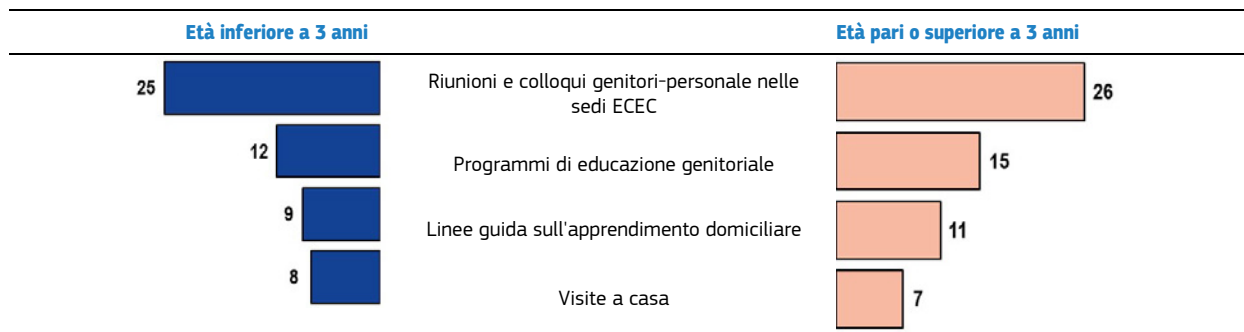 Età inferiore a 3 anni
Età pari o superiore a 3 anni
25
Riunioni e colloqui genitori-personale nelle
sedi ECEC
26
12
Programmi di educazione genitoriale
15
9
Linee guida sull'apprendimento domiciliare
11
8
Visite a casa
7